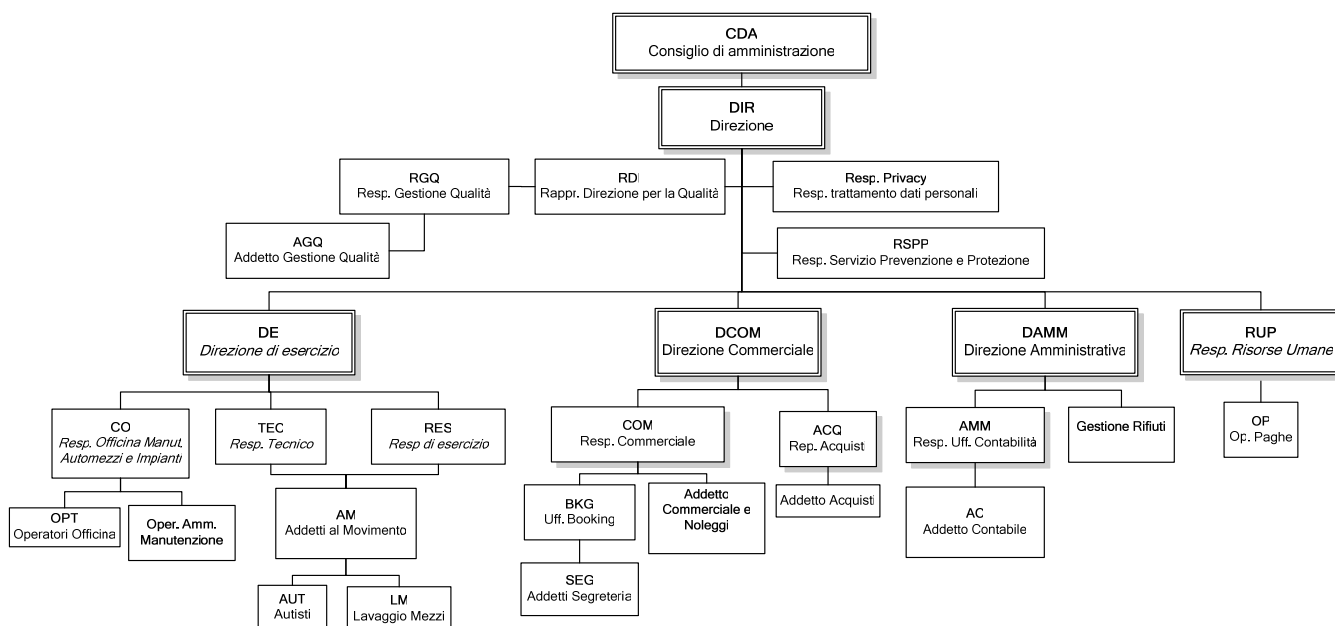 CDA
Consiglio di amministrazione
DIR
Direzione
RGQ
Resp. Gestione Qualità
RDI
Rappr. Direzione per la Qualità
Resp. Privacy
Resp. trattamento dati personali
AGQ
Addetto Gestione Qualità
RSPP
Resp. Servizio Prevenzione e Protezione
DE
Direzione di esercizio
DCOM
Direzione Commerciale
DAMM
Direzione Amministrativa
RUP
Resp. Risorse Umane
CO
Resp. Officina Manut.
Automezzi e Impianti
TEC
Resp. Tecnico
RES
Resp di esercizio
COM
Resp. Commerciale
ACQ
Rep. Acquisti
AMM
Resp. Uff. Contabilità
Gestione Rifiuti
OP
Op. Paghe
OPT
Operatori Officina
Oper. Amm.
Manutenzione
AM
Addetti al Movimento
BKG
Uff. Booking
Addetto
Commerciale e
Noleggi
Addetto Acquisti
AC
Addetto Contabile
AUT
Autisti
LM
Lavaggio Mezzi
SEG
Addetti Segreteria